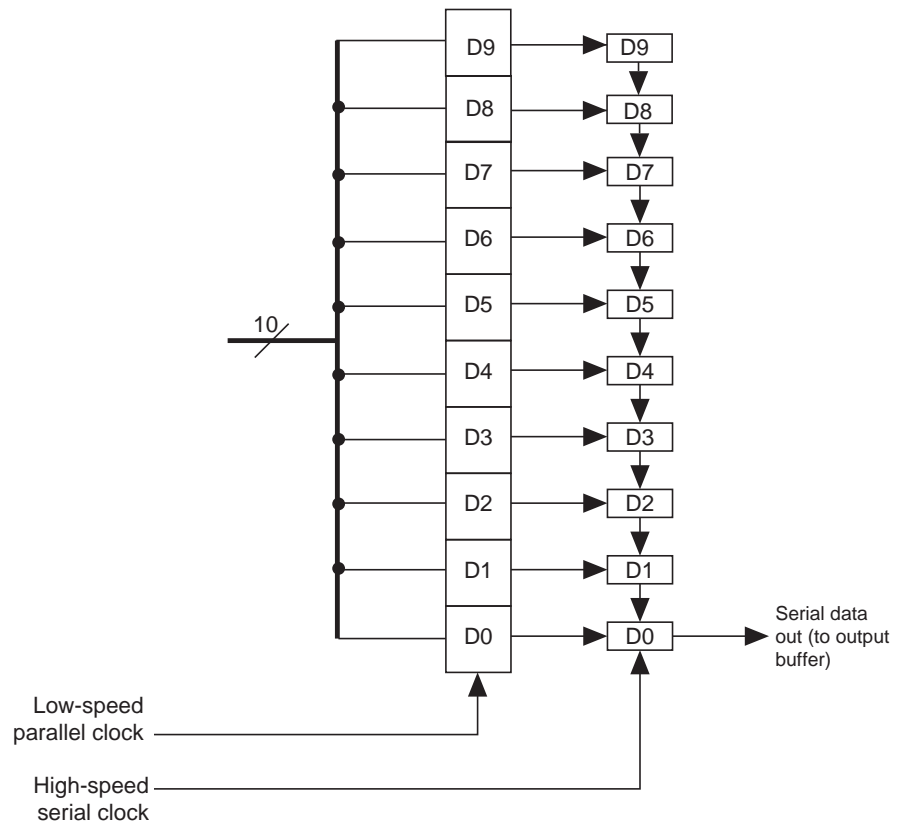 D9 D9
D8 D8
D7 D7
D6 D6
D5 D5
10
D4 D4
D3 D3
D2 D2
D1 D1
D0 D0
Serial data
out (to output
buffer)
Low-speed
parallel clock
High-speed
serial clock